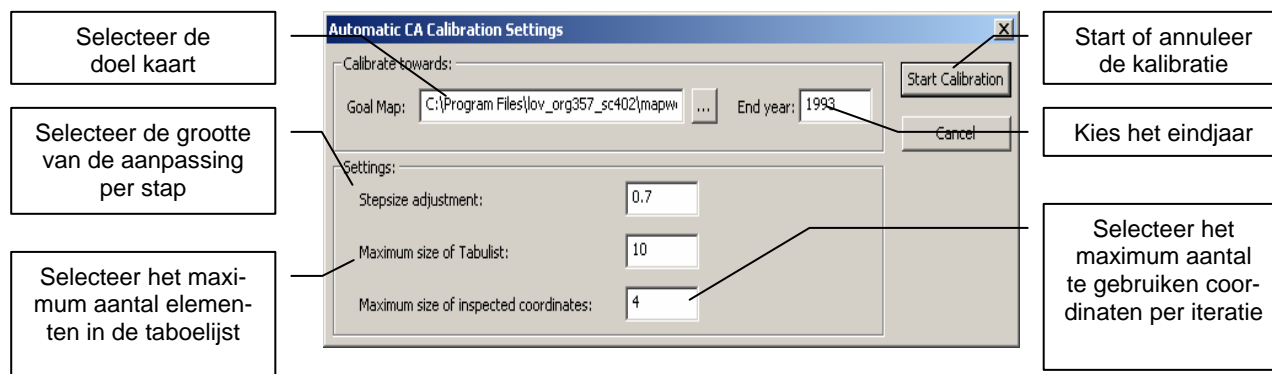 Selecteer de
doel kaart
Selecteer de grootte
van de aanpassing
per stap
Selecteer het maxi-
mum aantal elemen-
ten in de taboelijst
Automatic CA Calibration Settings
Calibrate towards:
Goal Map: C:\Program Files\lov_org357_sc402\mapw ... End year: 1993
Start Calibration
Cancel
Settings:
Stepsize adjustment: 0.7
Maximum size of Tabulist: 10
Maximum size of inspected coordinates: 4
Start of annuleer
de kalibratie
Kies het eindjaar
Selecteer het
maximum aantal
te gebruiken coor-
dinaten per iteratie